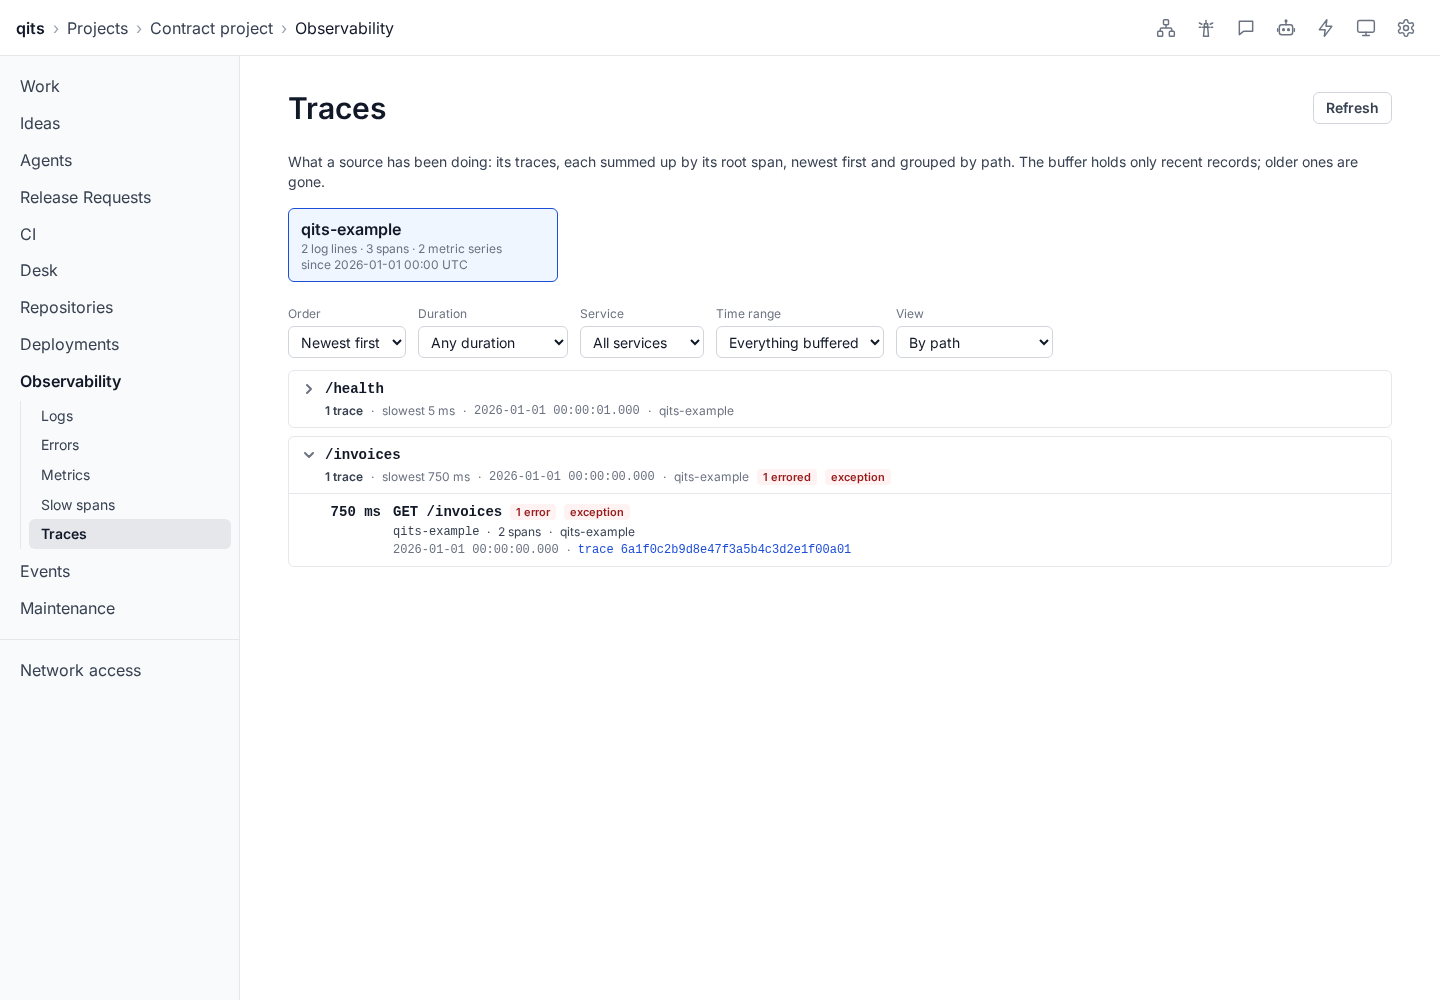 qits › Projects › Contract project › Observability
Work
Ideas
Agents
Release Requests
CI
Desk
Repositories
Deployments
Observability
Logs
Errors
Metrics
Slow spans
Traces
Events
Maintenance
Network access
Traces
Refresh
What a source has been doing: its traces, each summed up by its root span, newest first and grouped by path. The buffer holds only recent records; older ones are
gone.
qits-example
2 log lines · 3 spans · 2 metric series
since 2026-01-01 00:00 UTC
Order Duration Service Time range View
Newest first Any duration All services Everything buffered By path
/health
1 trace · slowest 5 ms · 2026-01-01 00:00:01.000 · qits-example
/invoices
1 trace · slowest 750 ms · 2026-01-01 00:00:00.000 · qits-example 1 errored exception
750 ms GET /invoices 1 error exception
qits-example · 2 spans · qits-example
2026-01-01 00:00:00.000 · trace 6a1f0c2b9d8e47f3a5b4c3d2e1f00a01